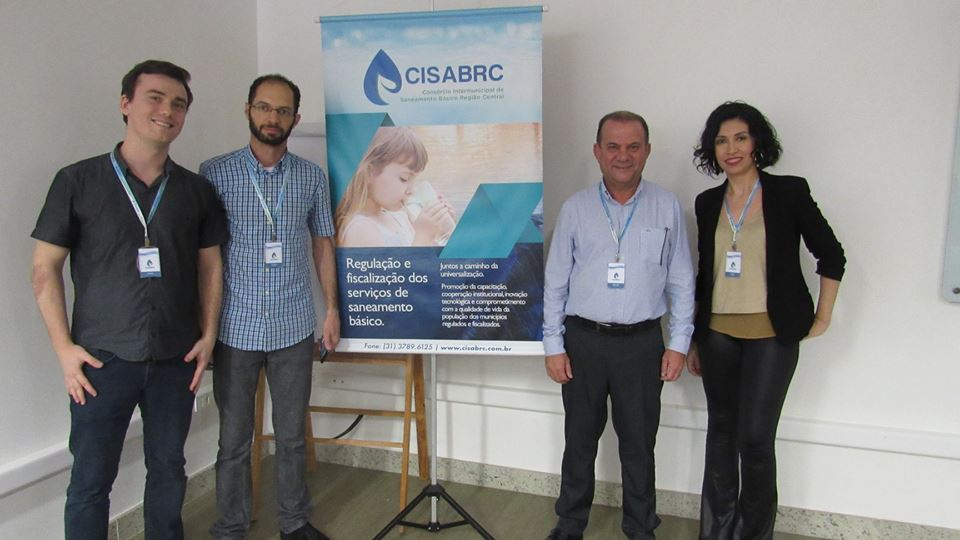 CISABRC
Consórcio Intermunicipal de
Saneamento Básico Região Central
Regulação e
fiscalização dos
serviços de
saneamento
básico.
Juntos a caminho da
universialização.
Promoção da capacitação,
cooperação institucional, inovação
tecnológica e comprometimento
com a qualidade de vida da
população dos municípios
regulados e fiscalizados.
Fone: (31) 3789.6125 | www.cisabrc.com.br